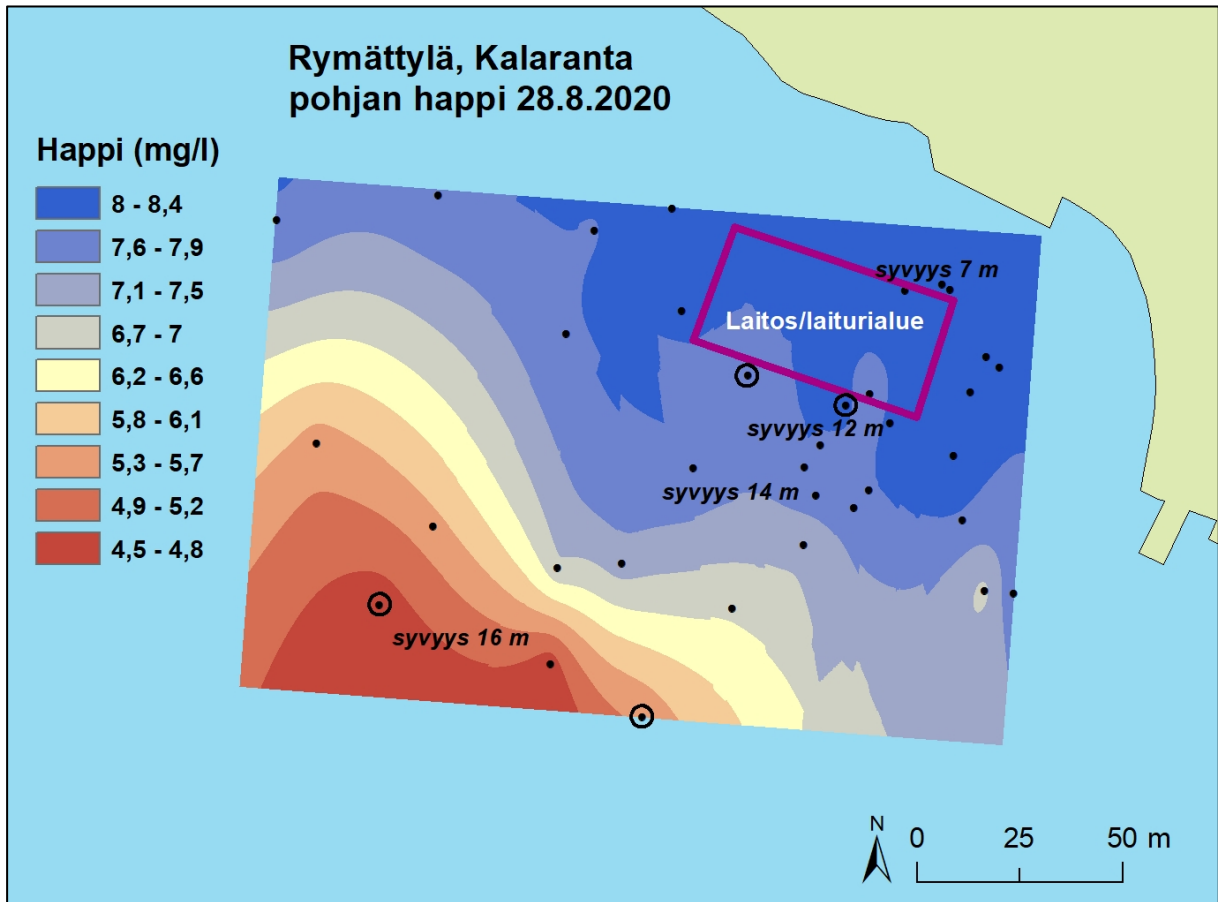 Rymättylä, Kalaranta
pohjan happi 28.8.2020
Happi (mg/l)
8 - 8,4
7,6 - 7,9
7,1 - 7,5
6,7 - 7
6,2 - 6,6
5,8 - 6,1
5,3 - 5,7
4,9 - 5,2
4,5 - 4,8
syvyys 7 m
Laitos/laiturialue
syvyys 12 m
syvyys 14 m
syvyys 16 m
N
0 25 50 m